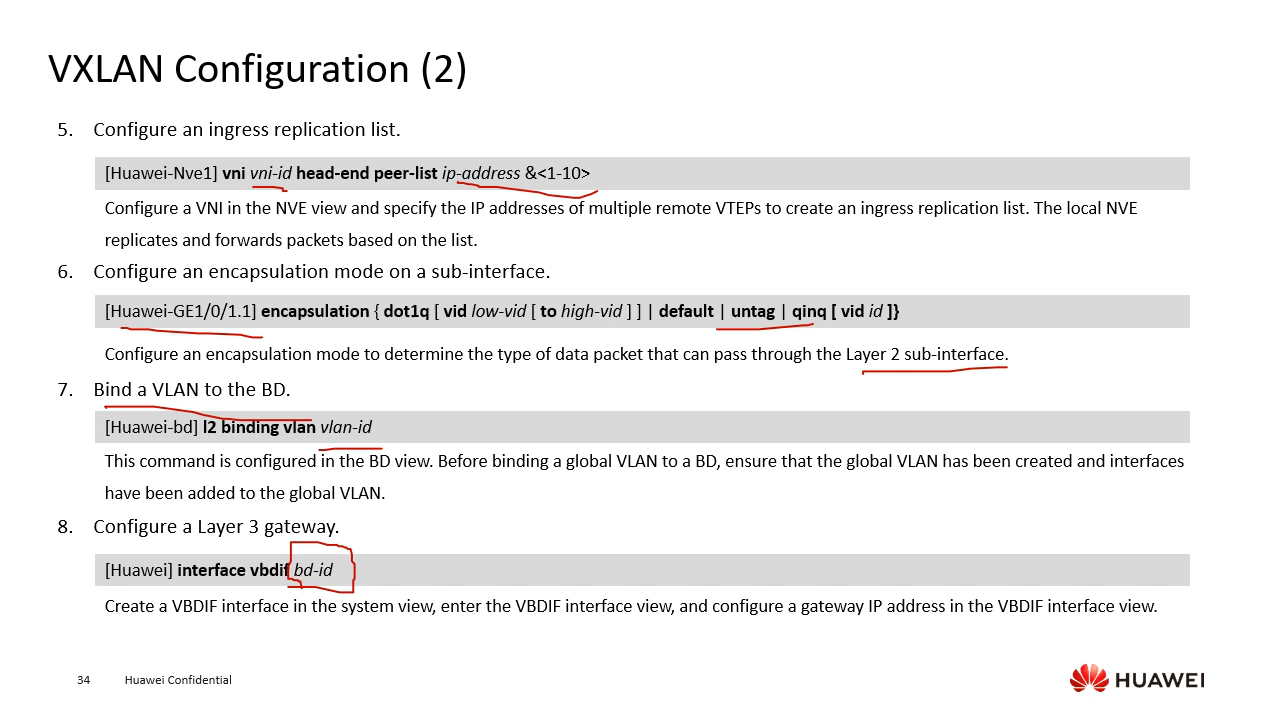 VXLAN Configuration (2)
5. Configure an ingress replication list.
[Huawei-Nve1] vni vni-id head-end peer-list ip-address &<1-10>
Configure a VNI in the NVE view and specify the IP addresses of multiple remote VTEPs to create an ingress replication list. The local NVE
replicates and forwards packets based on the list.
6. Configure an encapsulation mode on a sub-interface.
[Huawei-GE1/0/1.1] encapsulation { dot1q [ vid low-vid [ to high-vid ] ] | default | untag | qinq [ vid id ]}
Configure an encapsulation mode to determine the type of data packet that can pass through the Layer 2 sub-interface.
7. Bind a VLAN to the BD.
[Huawei-bd] l2 binding vlan vlan-id
This command is configured in the BD view. Before binding a global VLAN to a BD, ensure that the global VLAN has been created and interfaces
have been added to the global VLAN.
8. Configure a Layer 3 gateway.
[Huawei] interface vbdif bd-id
Create a VBDIF interface in the system view, enter the VBDIF interface view, and configure a gateway IP address in the VBDIF interface view.
34 Huawei Confidential
HUAWEI